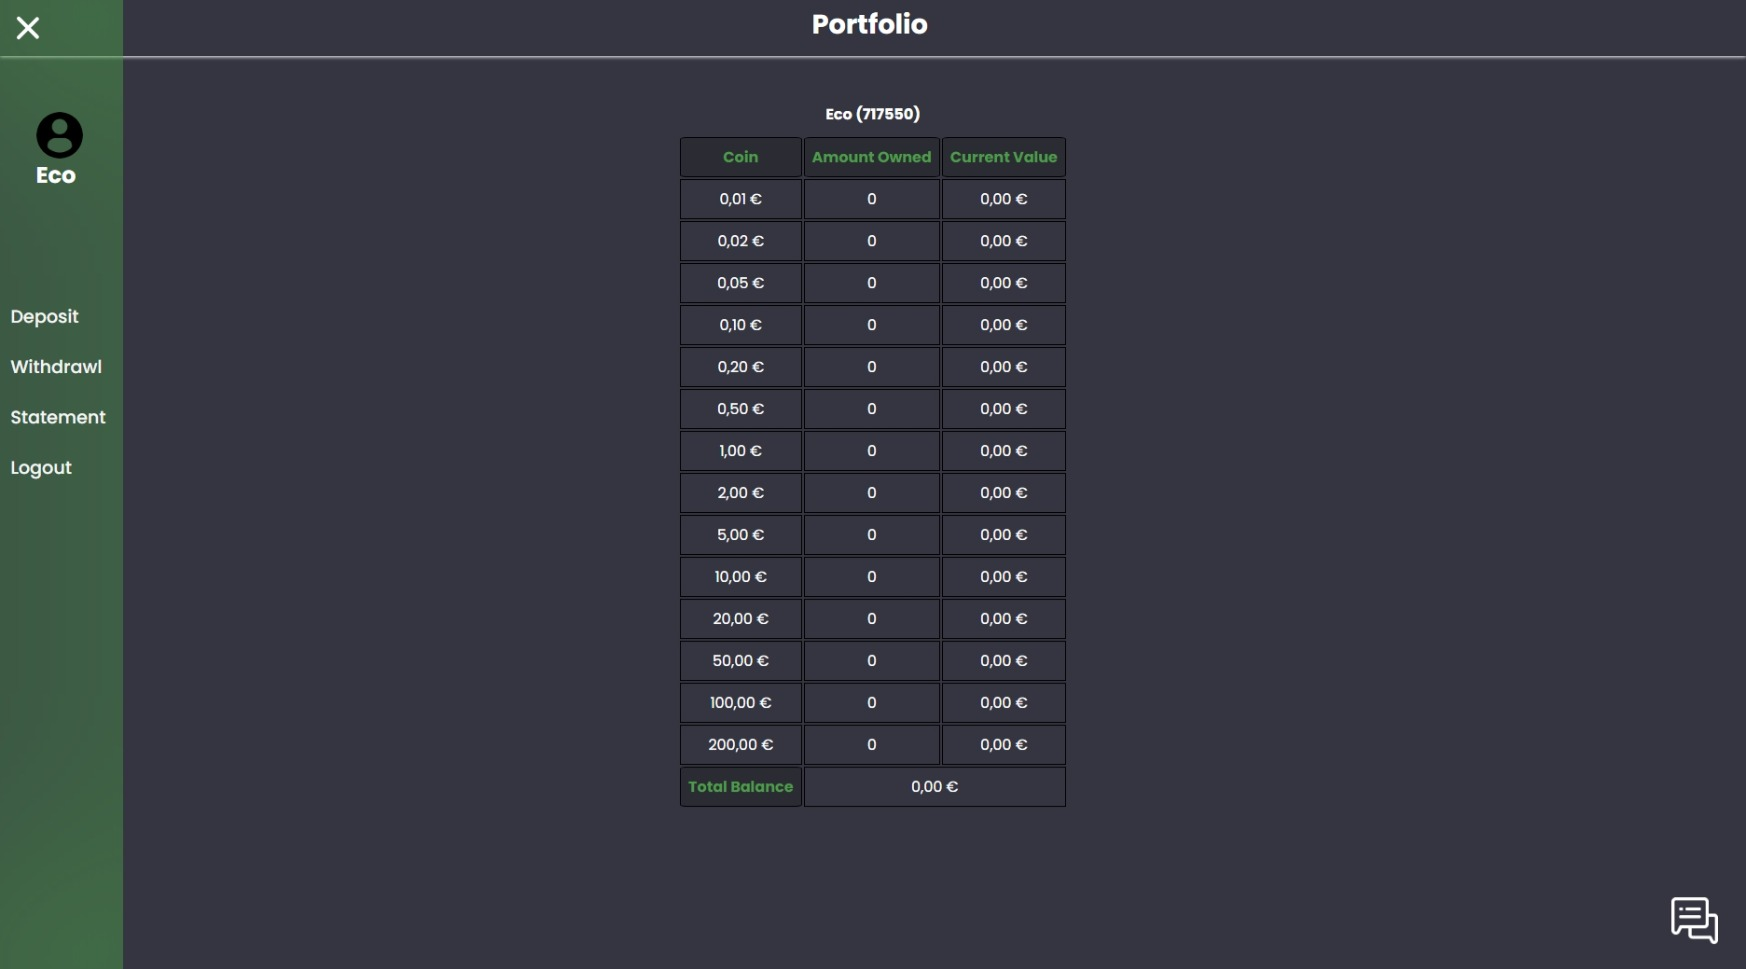 Portfolio
Eco
Deposit
Withdrawl
Statement
Logout
Eco (717550)
Coin Amount Owned Current Value
0,01 € 0 0,00 €
0,02 € 0 0,00 €
0,05 € 0 0,00 €
0,10 € 0 0,00 €
0,20 € 0 0,00 €
0,50 € 0 0,00 €
1,00 € 0 0,00 €
2,00 € 0 0,00 €
5,00 € 0 0,00 €
10,00 € 0 0,00 €
20,00 € 0 0,00 €
50,00 € 0 0,00 €
100,00 € 0 0,00 €
200,00 € 0 0,00 €
Total Balance 0,00 €